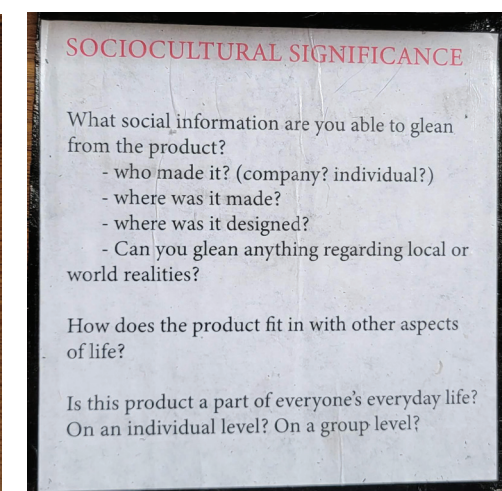 SOCIOCULTURAL SIGNIFICANCE
What social information are you able to glean
from the product?
- who made it? (company? individual?)
- where was it made?
- where was it designed?
- Can you glean anything regarding local or
world realities?
How does the product fit in with other aspects
of life?
Is this product a part of everyone's everyday life?
On an individual level? On a group level?